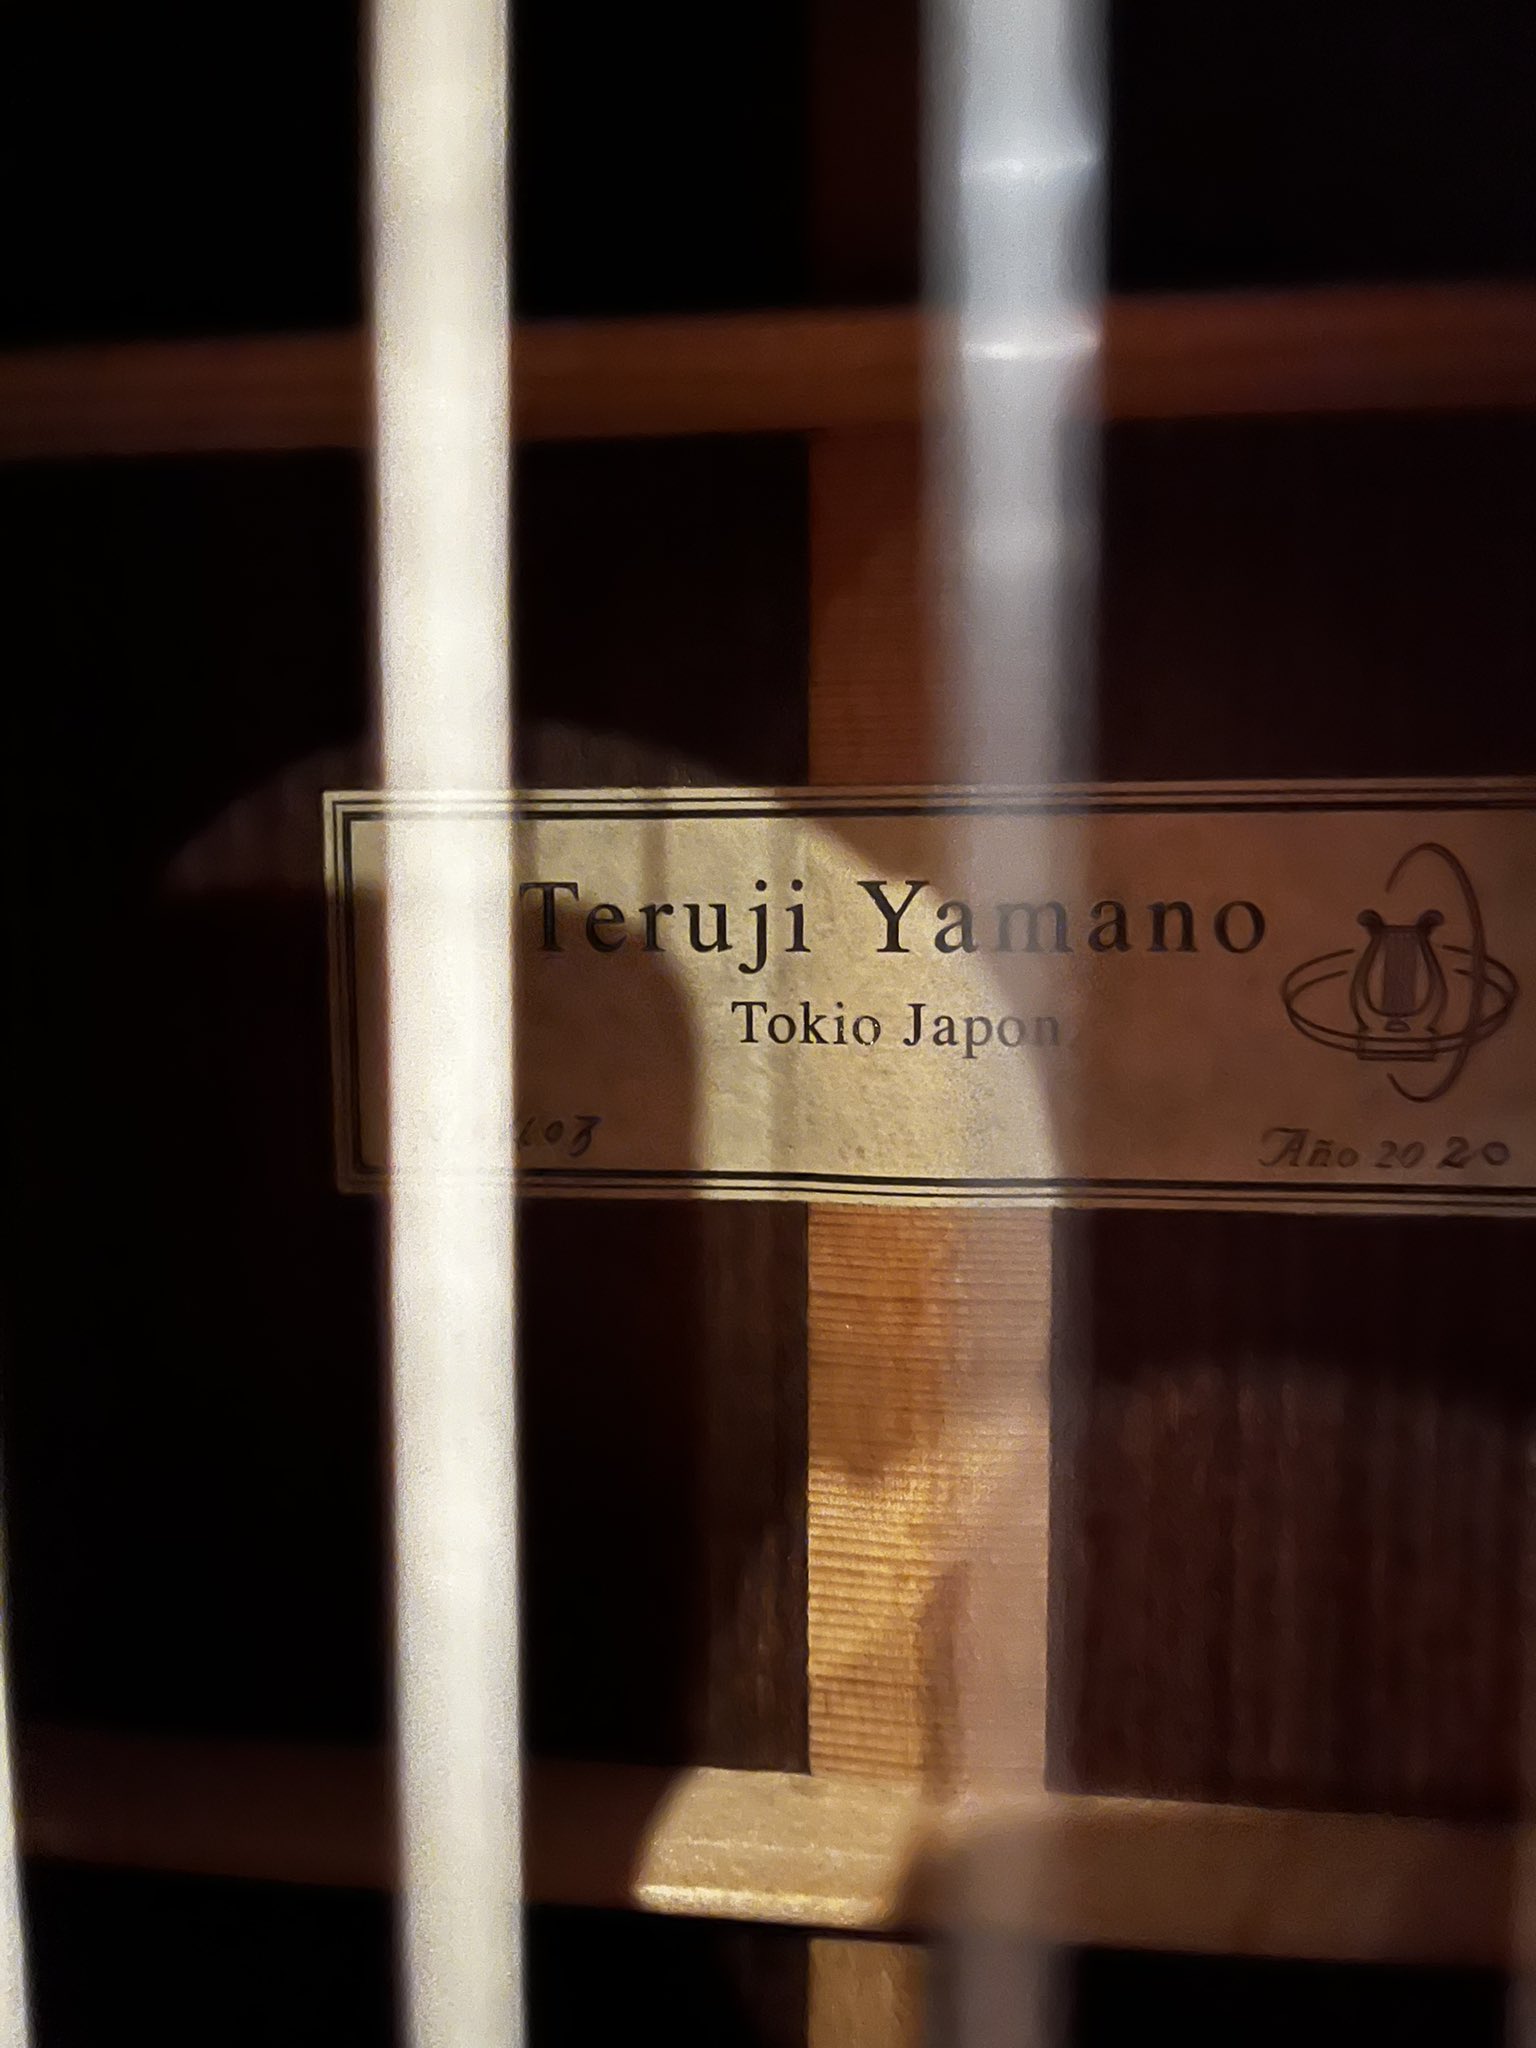 Teruji Yamano
Tokio Japon
Año 2020